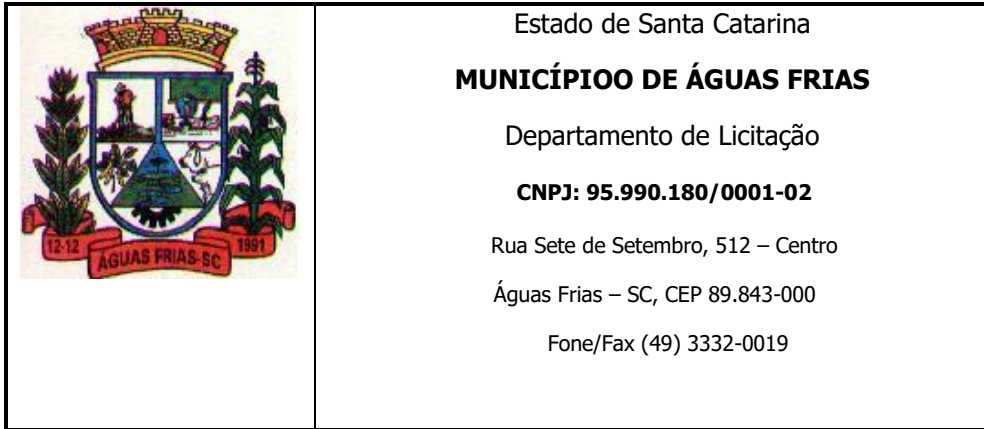 12-12
ÁGUAS FRIAS-SC
1991
Estado de Santa Catarina
MUNICÍPIOO DE ÁGUAS FRIAS
Departamento de Licitação
CNPJ: 95.990.180/0001-02
Rua Sete de Setembro, 512 – Centro
Águas Frias – SC, CEP 89.843-000
Fone/Fax (49) 3332-0019